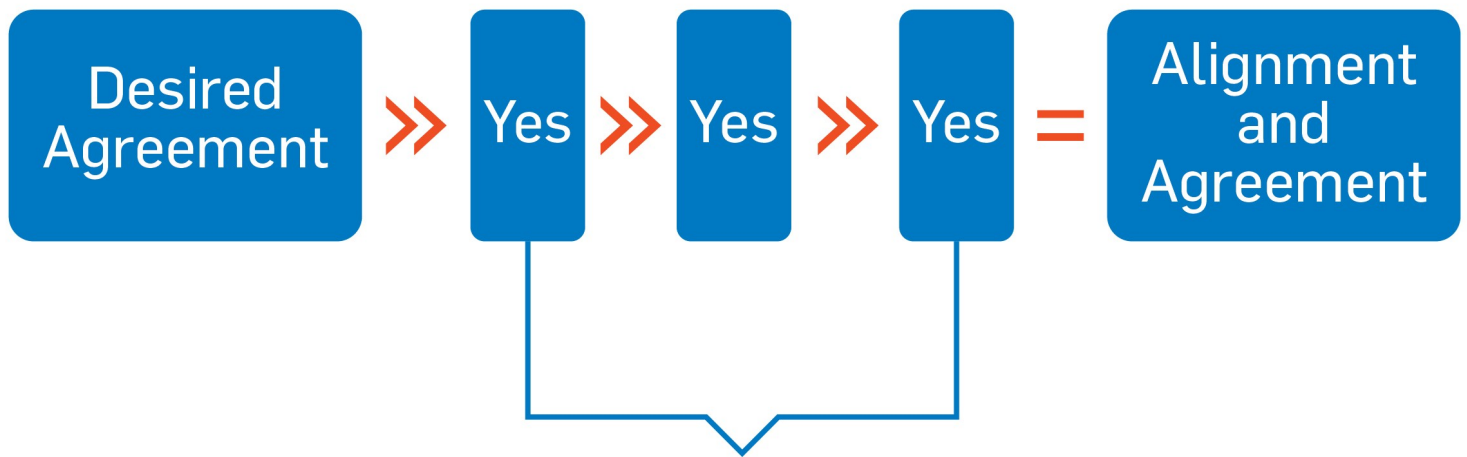 Desired
Agreement
Yes
Yes
Yes
=
Alignment
and
Agreement